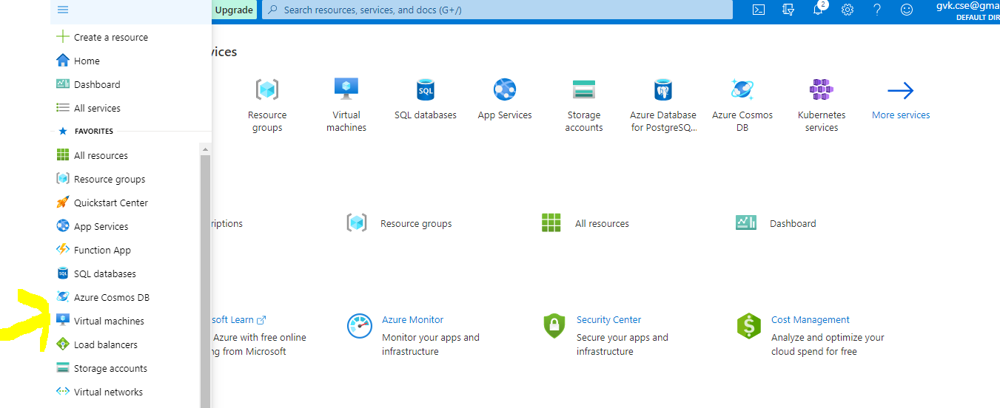 Upgrade
Search resources, services, and docs (G+/)
2
gvk.cse@gma
DEFAULT DIR
Create a resource
Home
Dashboard
All services
FAVORITES
All resources
Resource groups
Quickstart Center
App Services
Function App
SQL databases
Azure Cosmos DB
Virtual machines
Load balancers
Storage accounts
Virtual networks
vices
Resource
groups
Virtual
machines
SQL
SQL databases
App Services
Storage
accounts
Azure Database
for PostgreSQ...
Azure Cosmos
DB
Kubernetes
services
More services
riptions
Resource groups
All resources
Dashboard
soft Learn
Azure with free online
ng from Microsoft
Azure Monitor
Monitor your apps and
infrastructure
Security Center
Secure your apps and
infrastructure
Cost Management
Analyze and optimize your
cloud spend for free